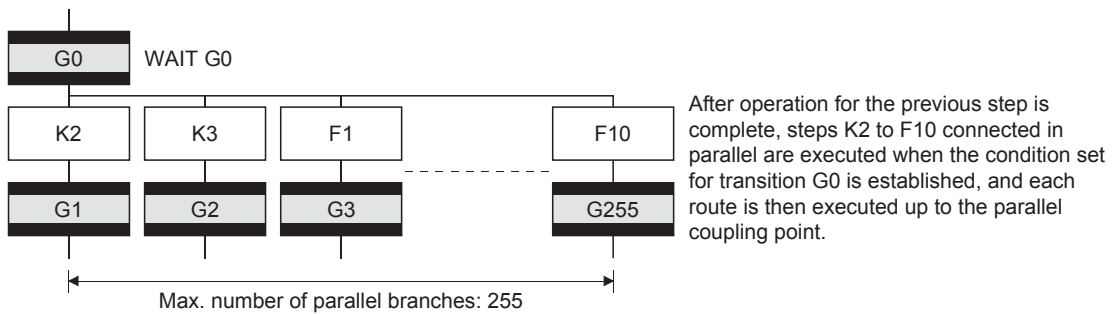 G0 WAIT G0
K2 K3 F1 F10
G1 G2 G3 G255
After operation for the previous step is
complete, steps K2 to F10 connected in
parallel are executed when the condition set
for transition G0 is established, and each
route is then executed up to the parallel
coupling point.
Max. number of parallel branches: 255